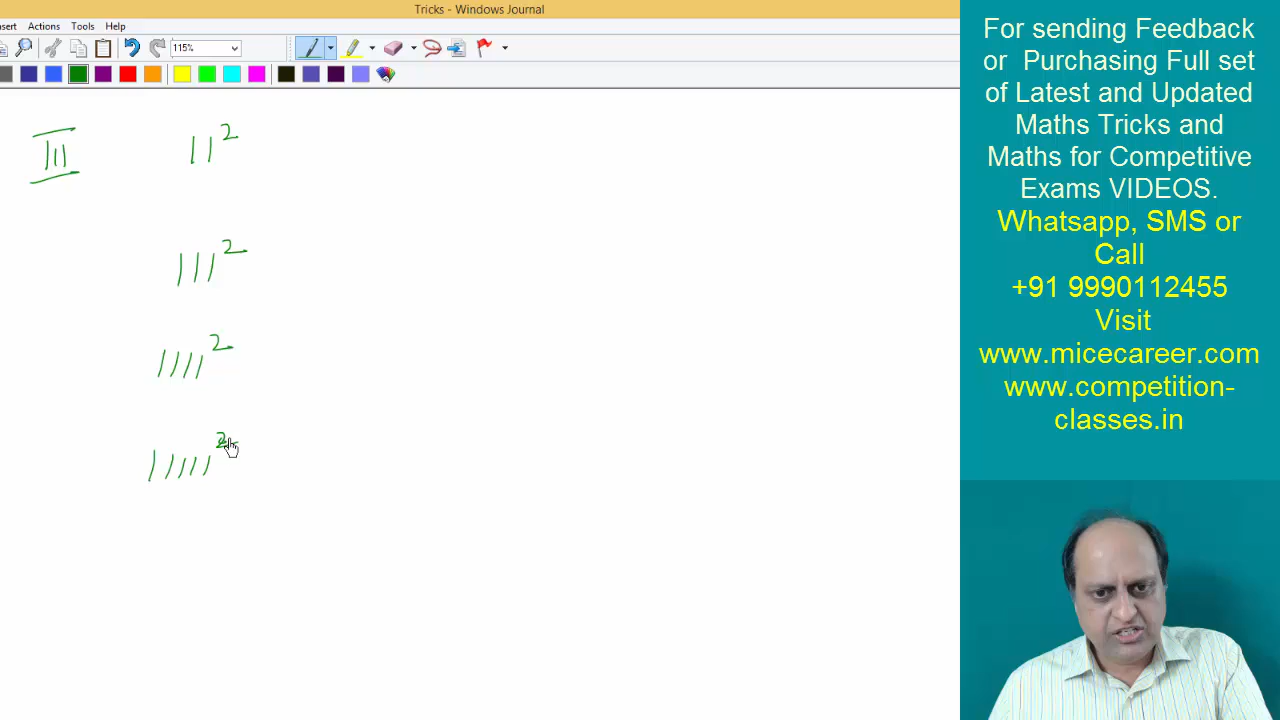 Tricks - Windows Journal
nsert Actions Tools Help
115%
III 11²
111²
1111²
11111²
For sending Feedback
or Purchasing Full set
of Latest and Updated
Maths Tricks and
Maths for Competitive
Exams VIDEOS.
Whatsapp, SMS or
Call
+91 9990112455
Visit
www.micecareer.com
www.competition-
classes.in